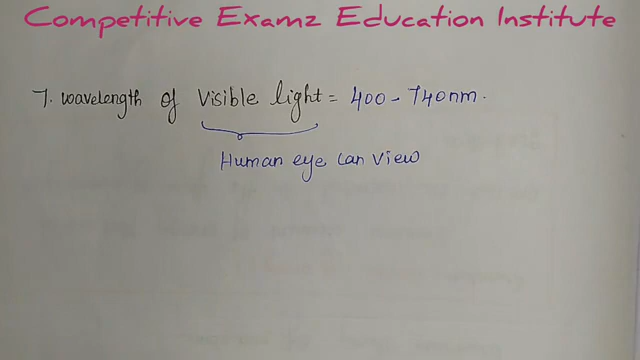 Competitive Examz Education Institute
7. wavelength of visible light = 400 - 740nm.
Human eye can view